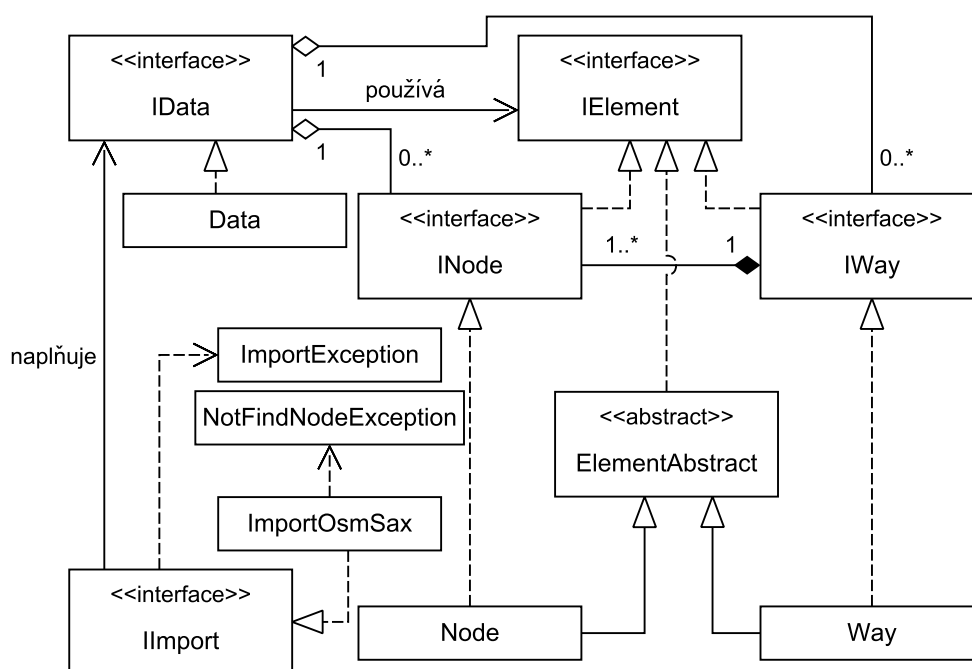 <<interface>>
IData
1
používá
<<interface>>
IElement
1
0..*
0..*
Data
<<interface>>
INode
1..*
1
<<interface>>
IWay
naplňuje
ImportException
NotFindNodeException
<<abstract>>
ElementAbstract
ImportOsmSax
<<interface>>
IImport
Node
Way